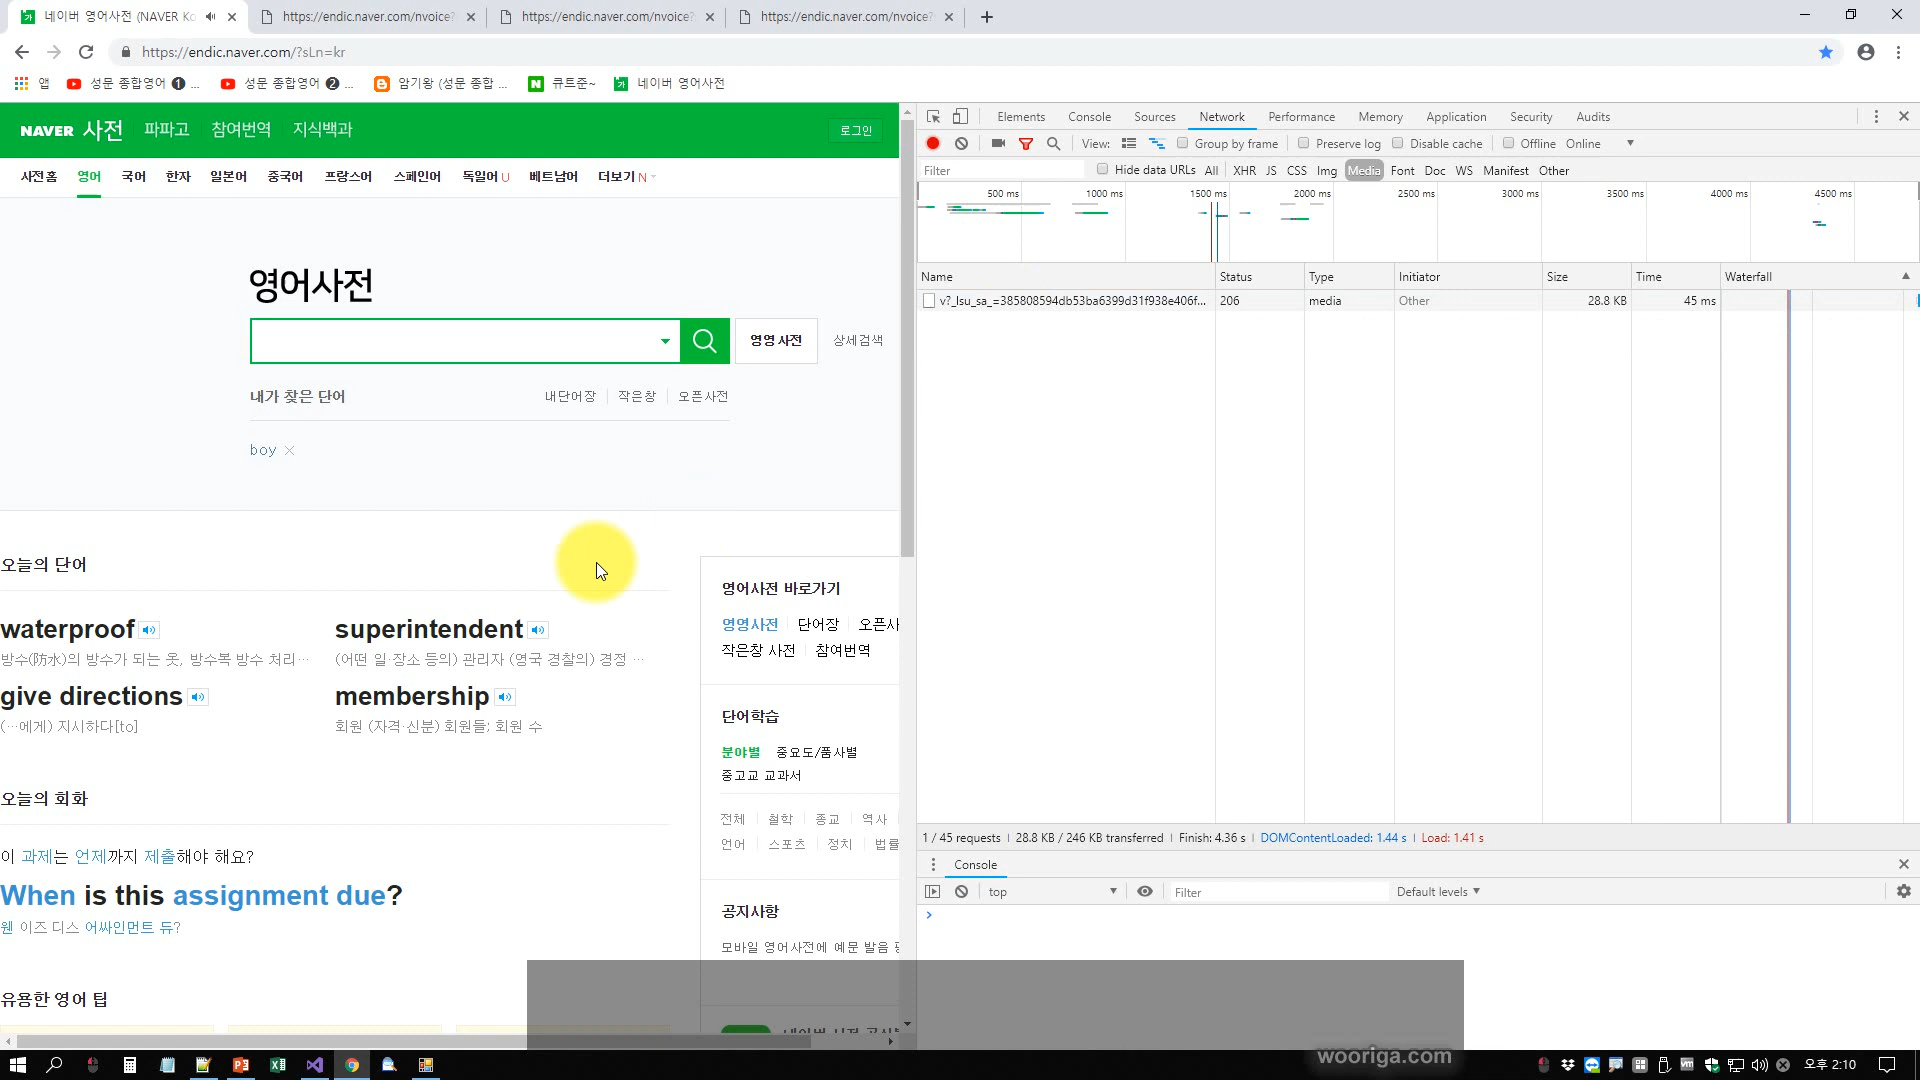 네이버 영어사전 (NAVER Ko
https://endic.naver.com/nvoice?
https://endic.naver.com/nvoice?
https://endic.naver.com/nvoice?
https://endic.naver.com/?sLn=kr
앱 성문 종합영어 ❶ ... 성문 종합영어 ❷ ... 암기왕 (성문 종합 ... 큐트준~ 네이버 영어사전
NAVER 사전 파파고 참여번역 지식백과 로그인
사전홈 영어 국어 한자 일본어 중국어 프랑스어 스페인어 독일어 U 베트남어 더보기 N
영어사전
영영사전 상세검색
내가 찾은 단어 내단어장 작은창 오픈사전
boy
오늘의 단어
waterproof
방수(防水)의 방수가 되는 옷, 방수복 방수 처리…
superintendent
(어떤 일·장소 등의) 관리자 (영국 경찰의) 경정 …
give directions
(…에게) 지시하다[to]
membership
회원 (자격·신분) 회원들; 회원 수
오늘의 회화
이 과제는 언제까지 제출해야 해요?
When is this assignment due?
웬 이즈 디스 어싸인먼트 듀?
유용한 영어 팁
영어사전 바로가기
영영사전 단어장 오픈사
작은창 사전 참여번역
단어학습
분야별 중요도/품사별
중고교 교과서
전체 철학 종교 역사
언어 스포츠 정치 법률
공지사항
모바일 영어사전에 예문 발음 듣
Elements Console Sources Network Performance Memory Application Security Audits
View: Group by frame Preserve log Disable cache Offline Online
Filter Hide data URLs All XHR JS CSS Img Media Font Doc WS Manifest Other
500 ms 1000 ms 1500 ms 2000 ms 2500 ms 3000 ms 3500 ms 4000 ms 4500 ms
Name Status Type Initiator Size Time Waterfall
v?_lsu_sa_=385808594db53ba6399d31f938e406f... 206 media Other 28.8 KB 45 ms
1 / 45 requests | 28.8 KB / 246 KB transferred | Finish: 4.36 s | DOMContentLoaded: 1.44 s | Load: 1.41 s
Console
top Filter Default levels
wooriga.com
오후 2:10